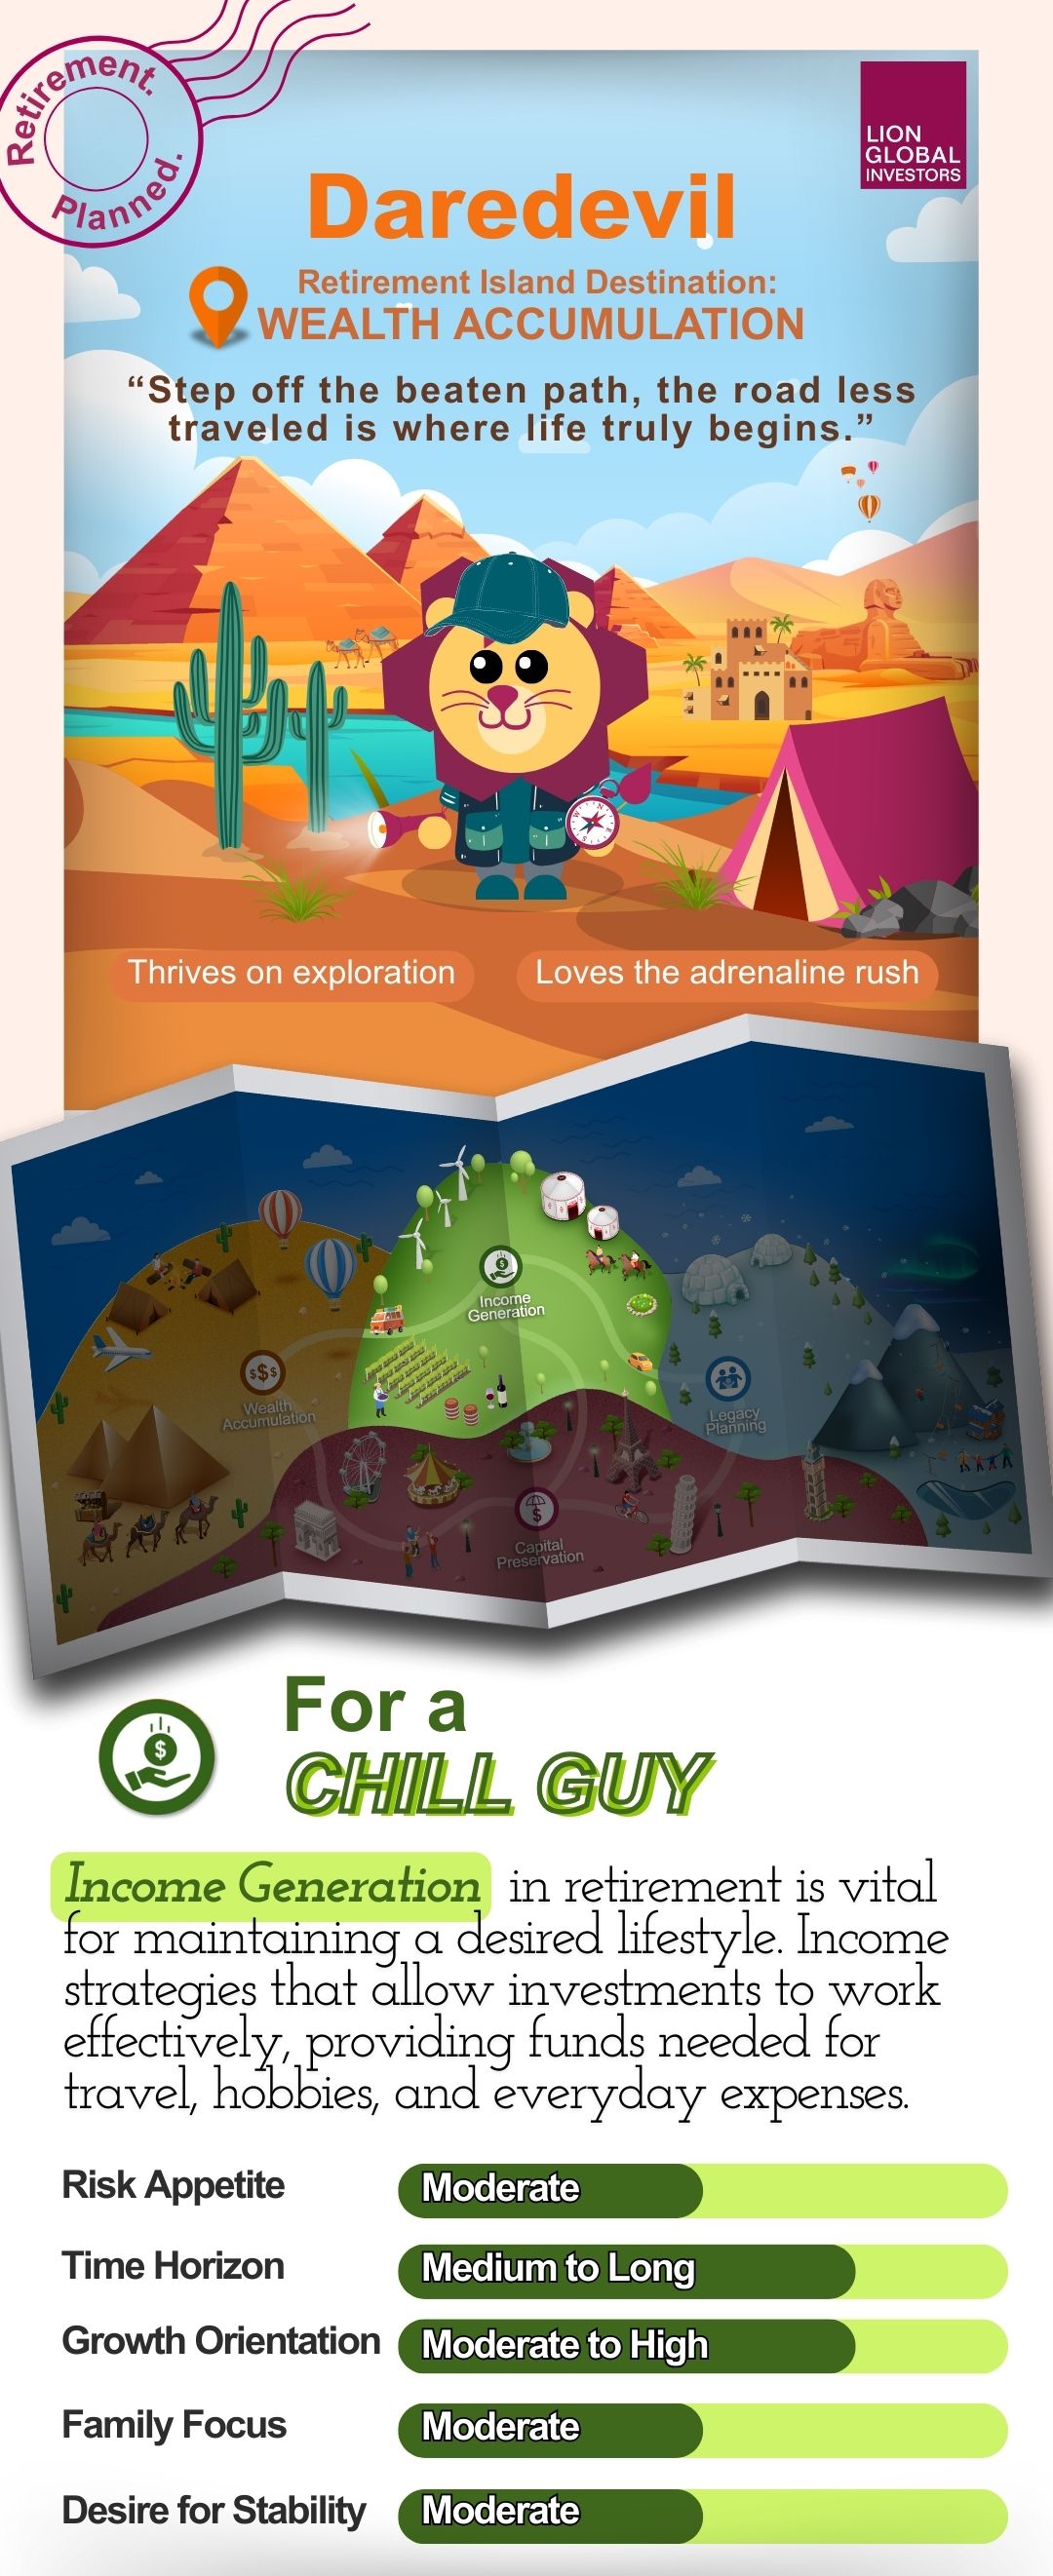 Retirement.
Planned.
LION
GLOBAL
INVESTORS
Daredevil
Retirement Island Destination:
WEALTH ACCUMULATION
“Step off the beaten path, the road less
traveled is where life truly begins.”
N
E
S
W
Thrives on exploration
Loves the adrenaline rush
$
Income
Generation
$$$
Wealth
Accumulation
Legacy
Planning
$
Capital
Preservation
$
For a
CHILL GUY
Income Generation in retirement is vital
for maintaining a desired lifestyle. Income
strategies that allow investments to work
effectively, providing funds needed for
travel, hobbies, and everyday expenses.
Risk Appetite
Moderate
Time Horizon
Medium to Long
Growth Orientation
Moderate to High
Family Focus
Moderate
Desire for Stability
Moderate